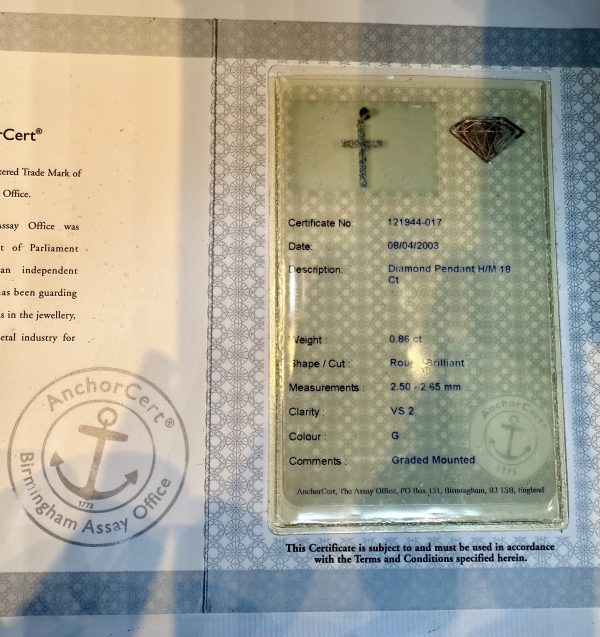 rCert®
tered Trade Mark of
Office.
Assay Office was
t of Parliament
an independent
has been guarding
s in the jewellery,
etal industry for
AnchorCert®
1773
Birmingham Assay Office
Certificate No: 121944-017
Date: 08/04/2003
Description: Diamond Pendant H/M 18
Ct
Weight : 0.86 ct
Shape / Cut : Round Brilliant
Measurements : 2.50 - 2.65 mm
Clarity : VS 2
Colour : G
Comments : Graded Mounted
AnchorCert
1773
AnchorCert, The Assay Office, PO Box 151, Birmingham, B3 1SB, England
This Certificate is subject to and must be used in accordance
with the Terms and Conditions specified herein.